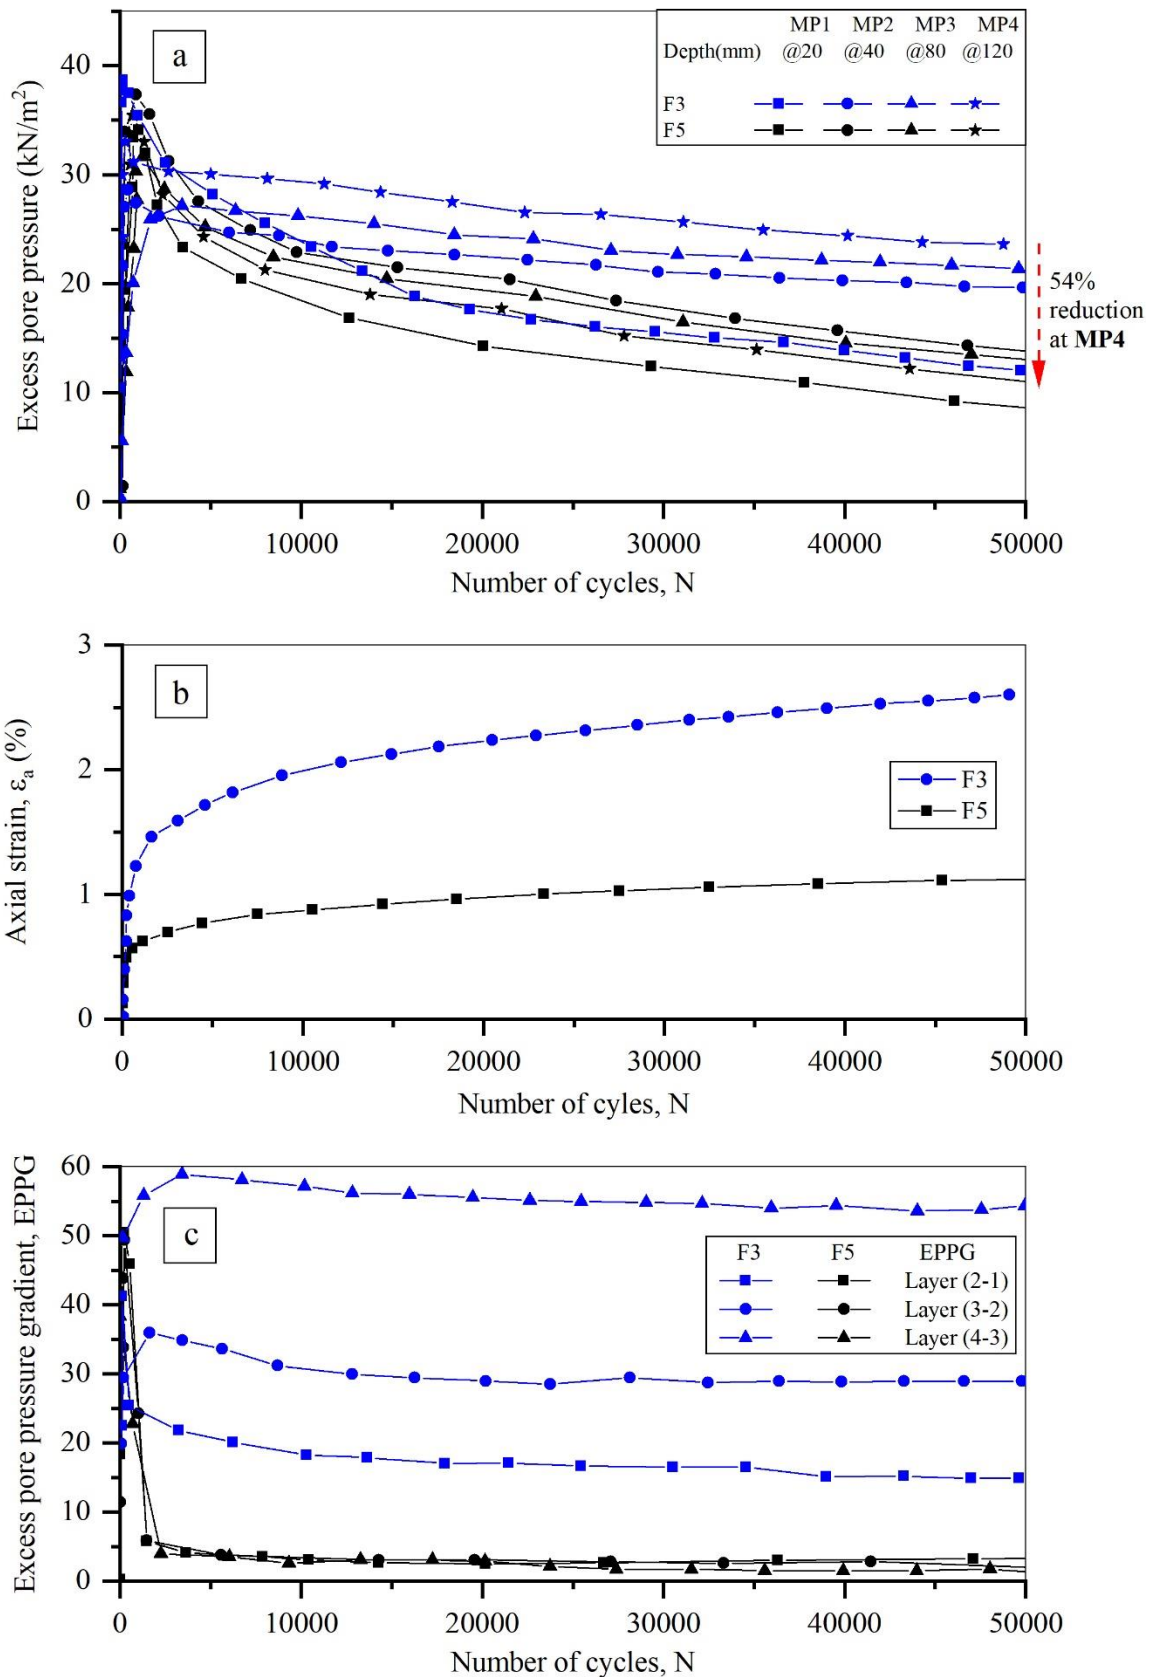 a
MP1 MP2 MP3 MP4
Depth(mm) @20 @40 @80 @120
F3
F5
40
30
20
10
0
Excess pore pressure (kN/m²)
54%
reduction
at MP4
0 10000 20000 30000 40000 50000
Number of cycles, N
b
3
2
1
0
Axial strain, εₐ (%)
F3
F5
0 10000 20000 30000 40000 50000
Number of cyles, N
c
60
50
40
30
20
10
0
Excess pore pressure gradient, EPPG
F3 F5 EPPG
Layer (2-1)
Layer (3-2)
Layer (4-3)
0 10000 20000 30000 40000 50000
Number of cycles, N